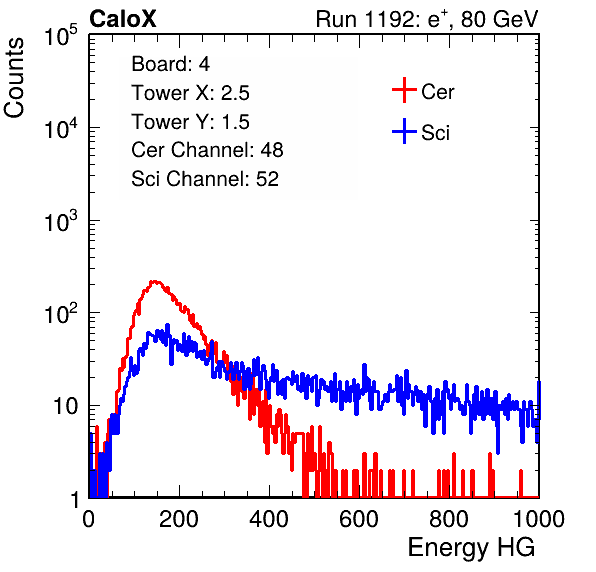 CaloX Run 1192: e⁺, 80 GeV
Counts
10⁵
10⁴
10³
10²
10
1
Board: 4
Tower X: 2.5
Tower Y: 1.5
Cer Channel: 48
Sci Channel: 52
Cer
Sci
0 200 400 600 800 1000
Energy HG